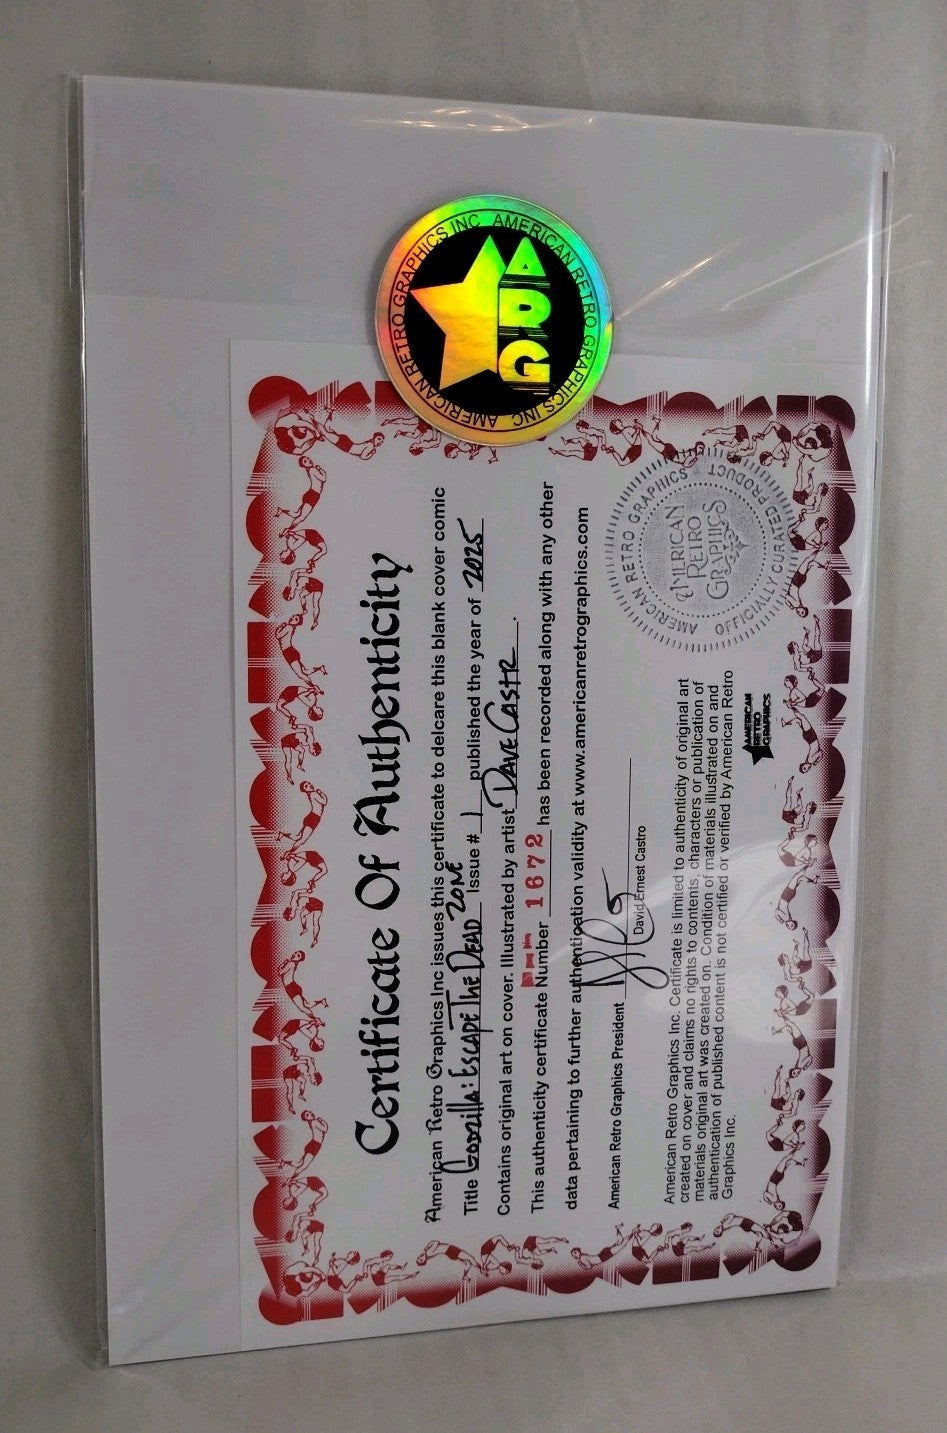 AMERICAN RETRO GRAPHICS INC AMERICAN RETRO GRAPHICS INC
ARG
Certificate Of Authenticity
American Retro Graphics Inc issues this certificate to delcare this blank cover comic
Title Godzilla: Escape The Dead Zone Issue # 1 published the year of 2025
Contains original art on cover. Illustrated by artist Dave Castr.
This authenticity certificate Number 1672 has been recorded along with any other
data pertaining to further authentication validity at www.americanretrographics.com
American Retro Graphics President
David Ernest Castro
American Retro Graphics Inc. Certificate is limited to authenticity of original art
created on cover and claims no rights to contents, characters or publication of
materials original art was created on. Condition of materials illustrated on and
authentication of published content is not certified or verified by American Retro
Graphics Inc.
AMERICAN
RETRO
GRAPHICS
AMERICAN RETRO GRAPHICS
OFFICIALLY CURATED PRODUCT
AMERICAN
RETRO
GRAPHICS